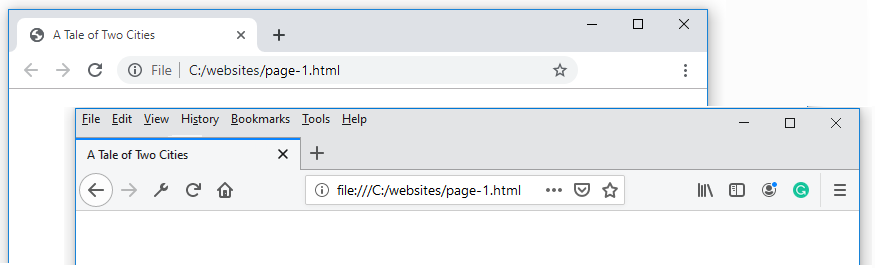 A Tale of Two Cities
File C:/websites/page-1.html
File Edit View History Bookmarks Tools Help
A Tale of Two Cities
file:///C:/websites/page-1.html